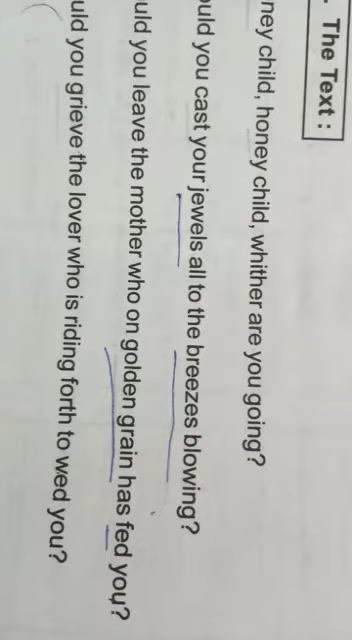 . The Text :
ney child, honey child, whither are you going?
ould you cast your jewels all to the breezes blowing?
uld you leave the mother who on golden grain has fed you?
uld you grieve the lover who is riding forth to wed you?